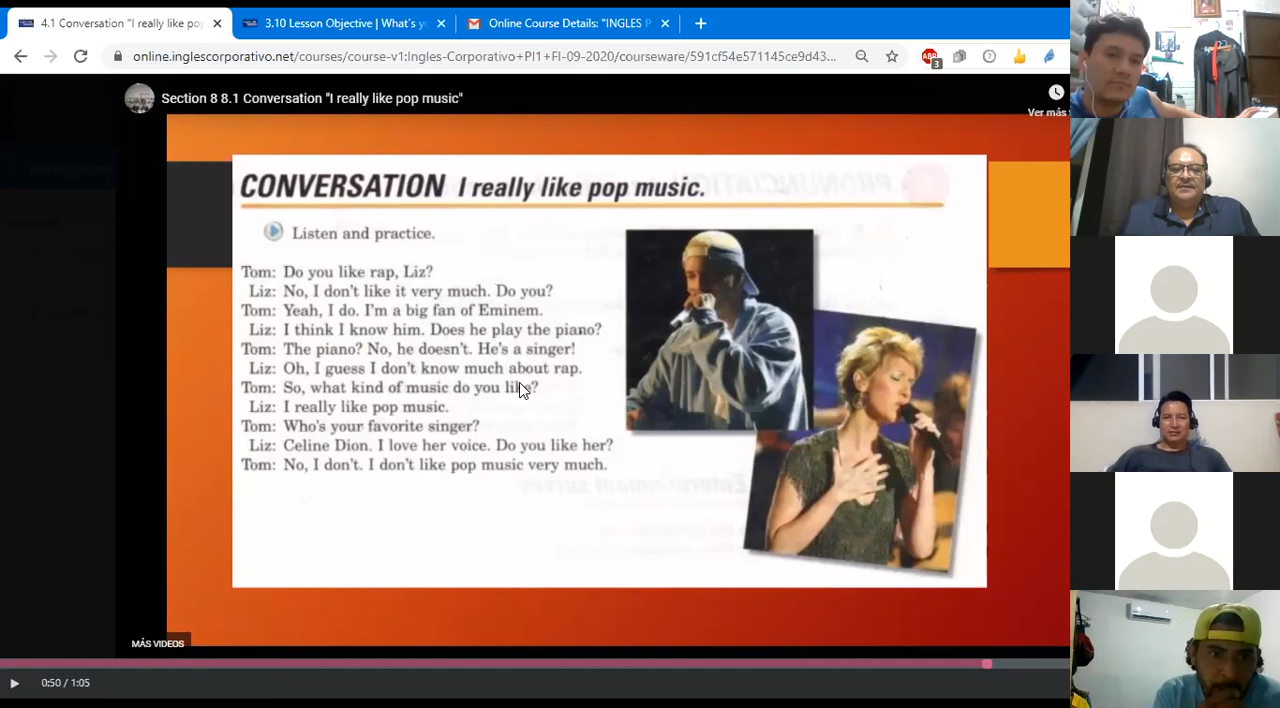 4.1 Conversation "I really like po
3.10 Lesson Objective | What´s y
Online Course Details: "INGLES P
online.inglescorporativo.net/courses/course-v1:Ingles-Corporativo+PI1+FI-09-2020/courseware/591cf54e571145ce9d43...
ABP
3
Section 8 8.1 Conversation "I really like pop music"
Ver más
CONVERSATION I really like pop music.
Listen and practice.
Tom: Do you like rap, Liz?
Liz: No, I don't like it very much. Do you?
Tom: Yeah, I do. I'm a big fan of Eminem.
Liz: I think I know him. Does he play the piano?
Tom: The piano? No, he doesn't. He's a singer!
Liz: Oh, I guess I don't know much about rap.
Tom: So, what kind of music do you like?
Liz: I really like pop music.
Tom: Who's your favorite singer?
Liz: Celine Dion. I love her voice. Do you like her?
Tom: No, I don't. I don't like pop music very much.
MÁS VIDEOS
0:50 / 1:05